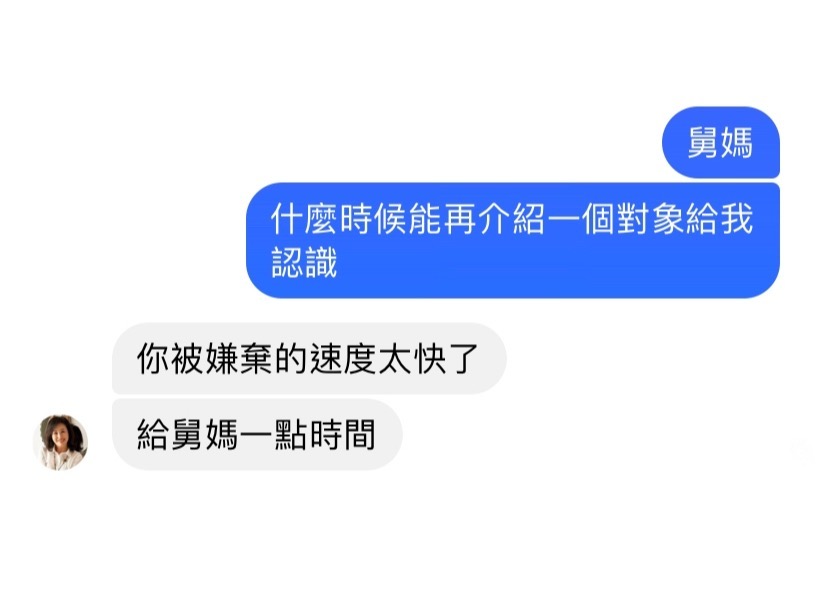 舅媽
什麼時候能再介紹一個對象給我
認識
你被嫌棄的速度太快了
給舅媽一點時間